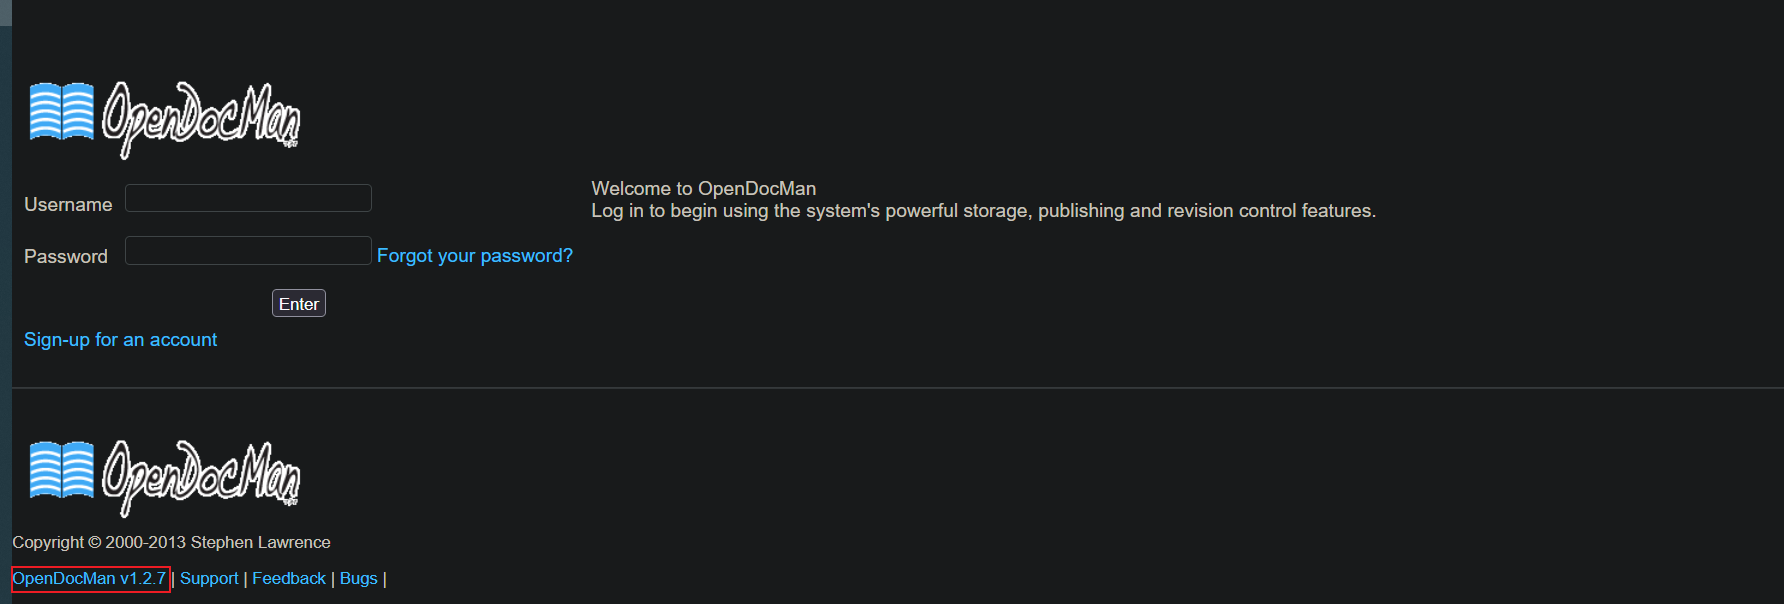 OpenDocMan
Username
Welcome to OpenDocMan
Log in to begin using the system's powerful storage, publishing and revision control features.
Password Forgot your password?
Enter
Sign-up for an account
OpenDocMan
Copyright © 2000-2013 Stephen Lawrence
OpenDocMan v1.2.7 | Support | Feedback | Bugs |